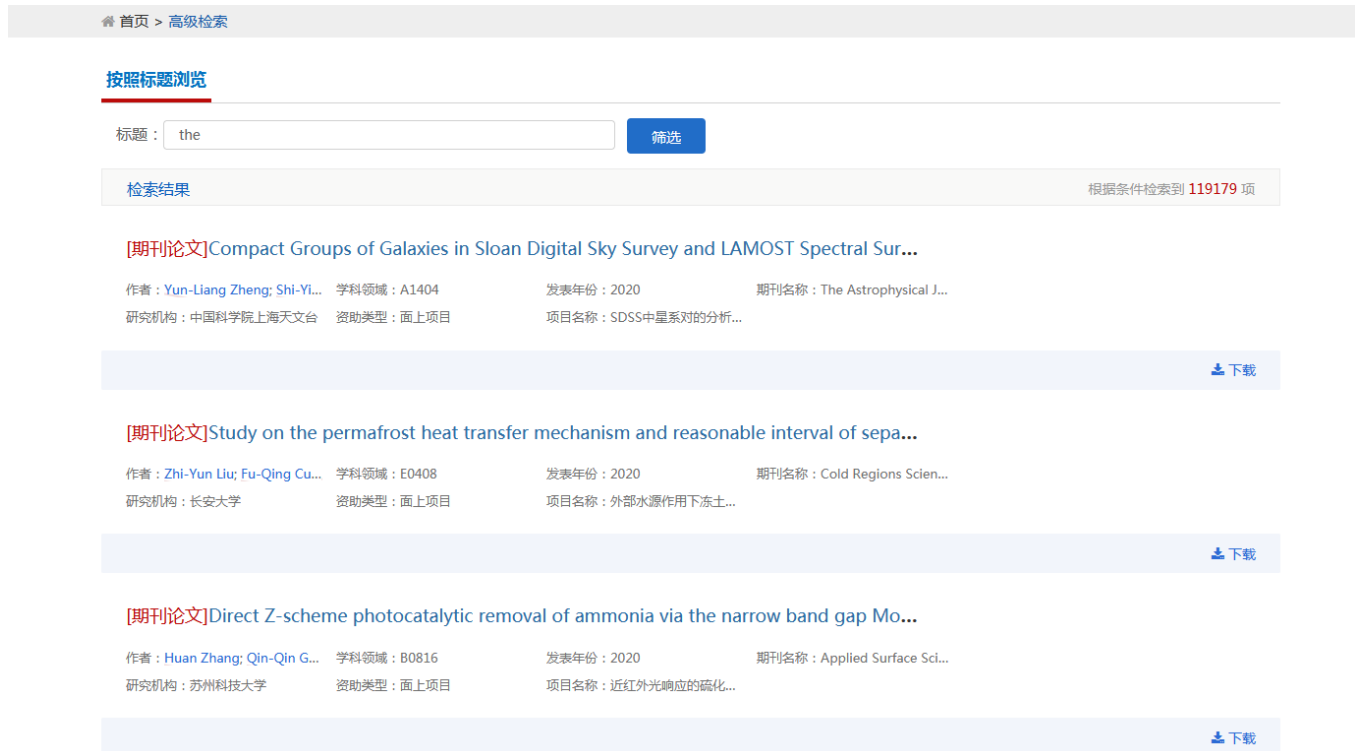 首页 > 高级检索
按照标题浏览
标题： the 筛选
检索结果 根据条件检索到 119179 项
[期刊论文]Compact Groups of Galaxies in Sloan Digital Sky Survey and LAMOST Spectral Sur...
作者：Yun-Liang Zheng; Shi-Yi... 学科领域：A1404 发表年份：2020 期刊名称：The Astrophysical J...
研究机构：中国科学院上海天文台 资助类型：面上项目 项目名称：SDSS中星系对的分析...
下载
[期刊论文]Study on the permafrost heat transfer mechanism and reasonable interval of sepa...
作者：Zhi-Yun Liu; Fu-Qing Cu... 学科领域：E0408 发表年份：2020 期刊名称：Cold Regions Scien...
研究机构：长安大学 资助类型：面上项目 项目名称：外部水源作用下冻土...
下载
[期刊论文]Direct Z-scheme photocatalytic removal of ammonia via the narrow band gap Mo...
作者：Huan Zhang; Qin-Qin G... 学科领域：B0816 发表年份：2020 期刊名称：Applied Surface Sci...
研究机构：苏州科技大学 资助类型：面上项目 项目名称：近红外光响应的硫化...
下载